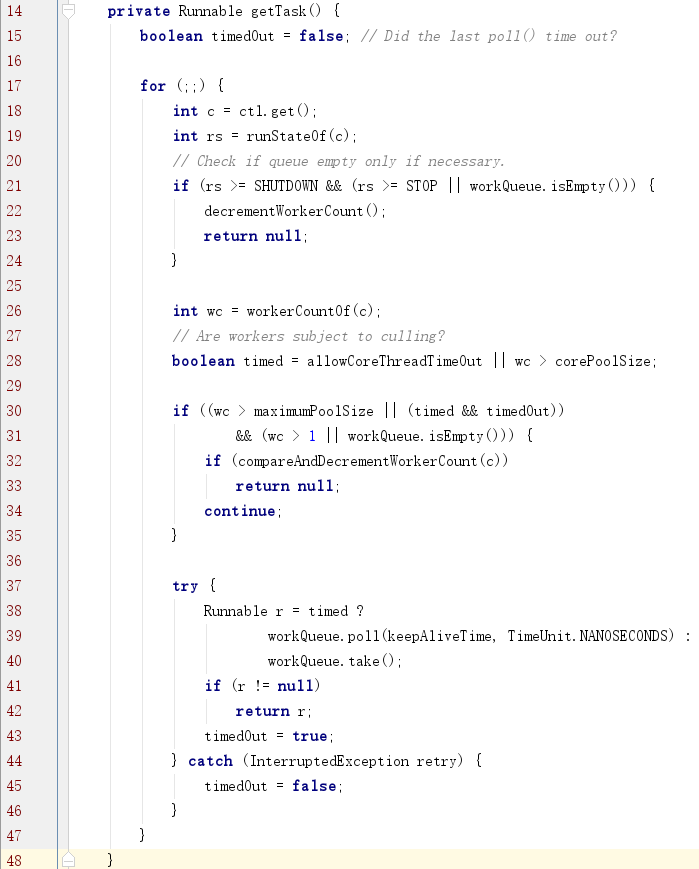 14 private Runnable getTask() {
15 boolean timedOut = false; // Did the last poll() time out?
16
17 for (;;) {
18 int c = ctl.get();
19 int rs = runStateOf(c);
20 // Check if queue empty only if necessary.
21 if (rs >= SHUTDOWN && (rs >= STOP || workQueue.isEmpty())) {
22 decrementWorkerCount();
23 return null;
24 }
25
26 int wc = workerCountOf(c);
27 // Are workers subject to culling?
28 boolean timed = allowCoreThreadTimeOut || wc > corePoolSize;
29
30 if ((wc > maximumPoolSize || (timed && timedOut))
31 && (wc > 1 || workQueue.isEmpty())) {
32 if (compareAndDecrementWorkerCount(c))
33 return null;
34 continue;
35 }
36
37 try {
38 Runnable r = timed ?
39 workQueue.poll(keepAliveTime, TimeUnit.NANOSECONDS) :
40 workQueue.take();
41 if (r != null)
42 return r;
43 timedOut = true;
44 } catch (InterruptedException retry) {
45 timedOut = false;
46 }
47 }
48 }